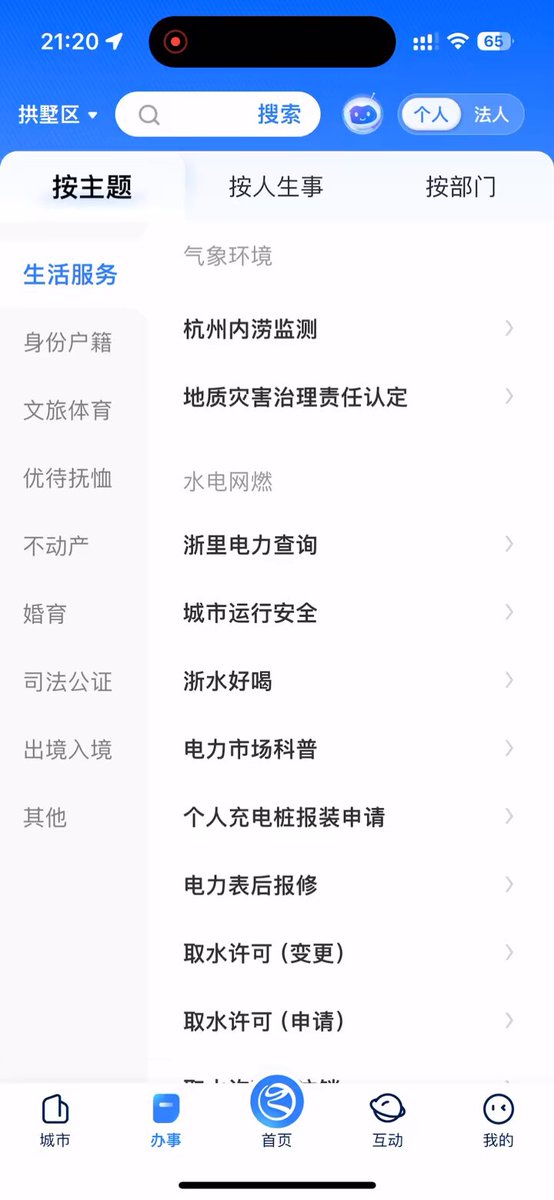 21:20
65
拱墅区
搜索
个人
法人
按主题
按人生事
按部门
生活服务
身份户籍
文旅体育
优待抚恤
不动产
婚育
司法公证
出境入境
其他
气象环境
杭州内涝监测
地质灾害治理责任认定
水电网燃
浙里电力查询
城市运行安全
浙水好喝
电力市场科普
个人充电桩报装申请
电力表后报修
取水许可（变更）
取水许可（申请）
城市
办事
首页
互动
我的